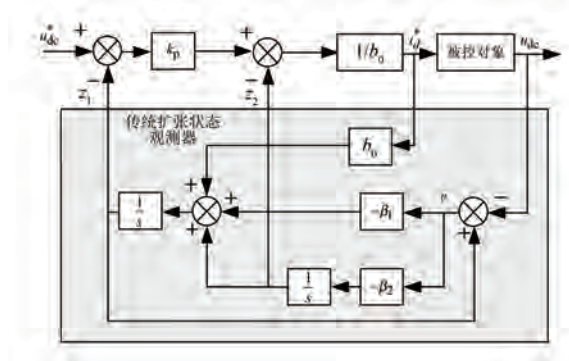 u*dc
+
kp
+
1/b0
i*d
被控对象
udc
−
z1
−
z2
传统扩张状态
观测器
b0
+
+
+
1/s
−β1
−
+
1/s
−β2